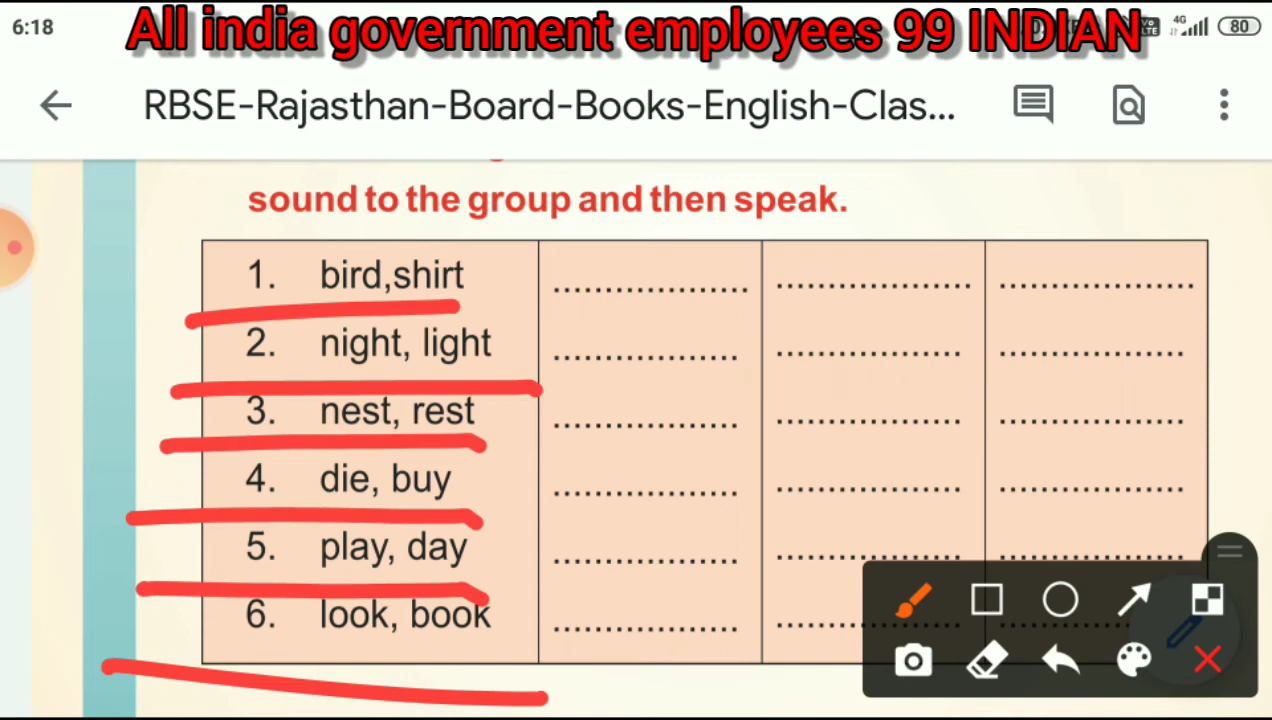 6:18 All india government employees 99 INDIAN 4G 80
RBSE-Rajasthan-Board-Books-English-Clas...
sound to the group and then speak.
1. bird,shirt ................... ................... ...................
2. night, light .................. .................. ..................
3. nest, rest .................. .................. ..................
4. die, buy .................. .................. ..................
5. play, day .................. .................. ..................
6. look, book .................. ..................